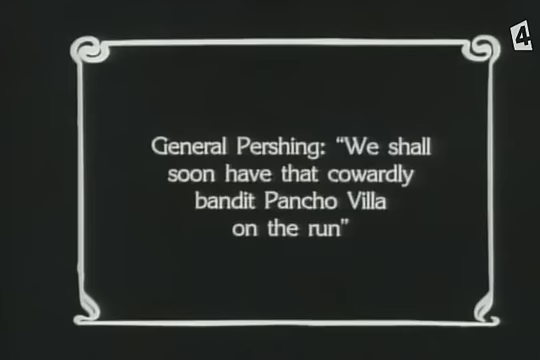 4
General Pershing: “We shall
soon have that cowardly
bandit Pancho Villa
on the run”